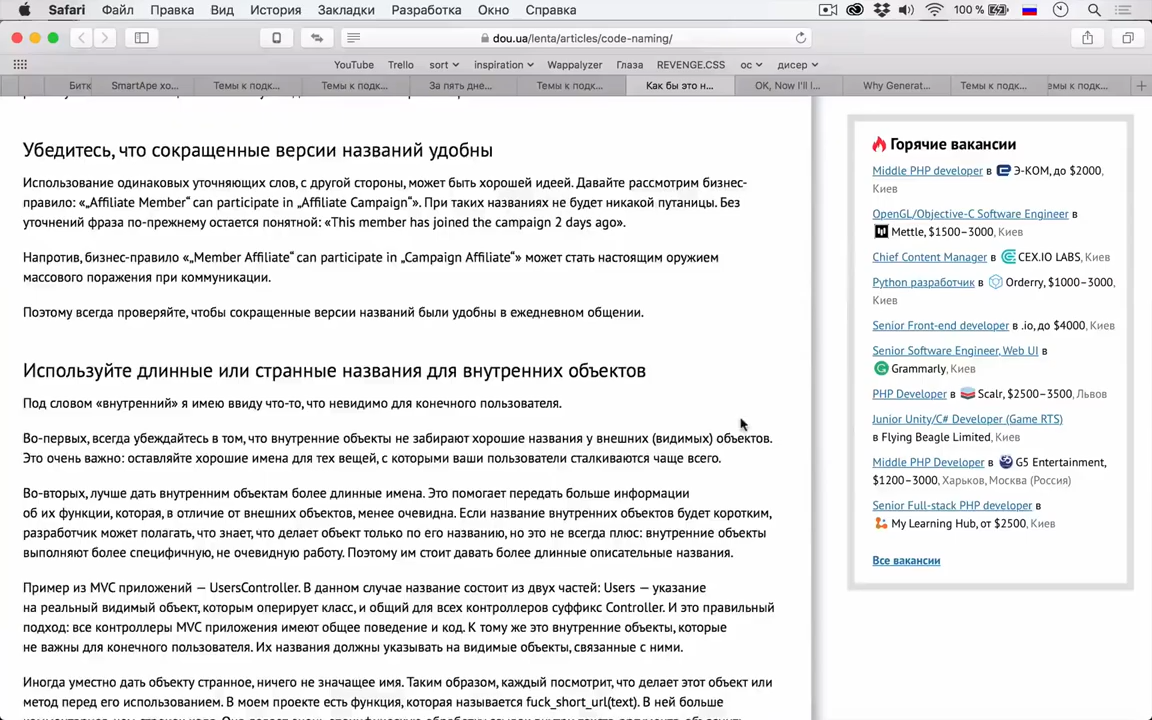 Safari Файл Правка Вид История Закладки Разработка Окно Справка 100 %
dou.ua/lenta/articles/code-naming/
YouTube Trello sort inspiration Wappalyzer Глаза REVENGE.CSS ос дисер
Битк SmartApe хо... Темы к подк... Темы к подк... За пять дне... Темы к подк... Как бы это н... OK, Now I'll l... Why Generat... Темы к подк... емы к подк...
Убедитесь, что сокращенные версии названий удобны
Использование одинаковых уточняющих слов, с другой стороны, может быть хорошей идеей. Давайте рассмотрим бизнес-
правило: «„Affiliate Member“ can participate in „Affiliate Campaign“». При таких названиях не будет никакой путаницы. Без
уточнений фраза по-прежнему остается понятной: «This member has joined the campaign 2 days ago».
Напротив, бизнес-правило «„Member Affiliate“ can participate in „Campaign Affiliate“» может стать настоящим оружием
массового поражения при коммуникации.
Поэтому всегда проверяйте, чтобы сокращенные версии названий были удобны в ежедневном общении.
Используйте длинные или странные названия для внутренних объектов
Под словом «внутренний» я имею ввиду что-то, что невидимо для конечного пользователя.
Во-первых, всегда убеждайтесь в том, что внутренние объекты не забирают хорошие названия у внешних (видимых) объектов.
Это очень важно: оставляйте хорошие имена для тех вещей, с которыми ваши пользователи сталкиваются чаще всего.
Во-вторых, лучше дать внутренним объектам более длинные имена. Это помогает передать больше информации
об их функции, которая, в отличие от внешних объектов, менее очевидна. Если название внутренних объектов будет коротким,
разработчик может полагать, что знает, что делает объект только по его названию, но это не всегда плюс: внутренние объекты
выполняют более специфичную, не очевидную работу. Поэтому им стоит давать более длинные описательные названия.
Пример из MVC приложений — UsersController. В данном случае название состоит из двух частей: Users — указание
на реальный видимый объект, которым оперирует класс, и общий для всех контроллеров суффикс Controller. И это правильный
подход: все контроллеры MVC приложения имеют общее поведение и код. К тому же это внутренние объекты, которые
не важны для конечного пользователя. Их названия должны указывать на видимые объекты, связанные с ними.
Иногда уместно дать объекту странное, ничего не значащее имя. Таким образом, каждый посмотрит, что делает этот объект или
метод перед его использованием. В моем проекте есть функция, которая называется fuck_short_url(text). В ней больше
Горячие вакансии
Middle PHP developer в Э-КОМ, до $2000,
Киев
OpenGL/Objective-C Software Engineer в
Mettle, $1500–3000, Киев
Chief Content Manager в CEX.IO LABS, Киев
Python разработчик в Orderry, $1000–3000,
Киев
Senior Front-end developer в .io, до $4000, Киев
Senior Software Engineer, Web UI в
Grammarly, Киев
PHP Developer в Scalr, $2500–3500, Львов
Junior Unity/C# Developer (Game RTS)
в Flying Beagle Limited, Киев
Middle PHP Developer в G5 Entertainment,
$1200–3000, Харьков, Москва (Россия)
Senior Full-stack PHP developer в
My Learning Hub, от $2500, Киев
Все вакансии